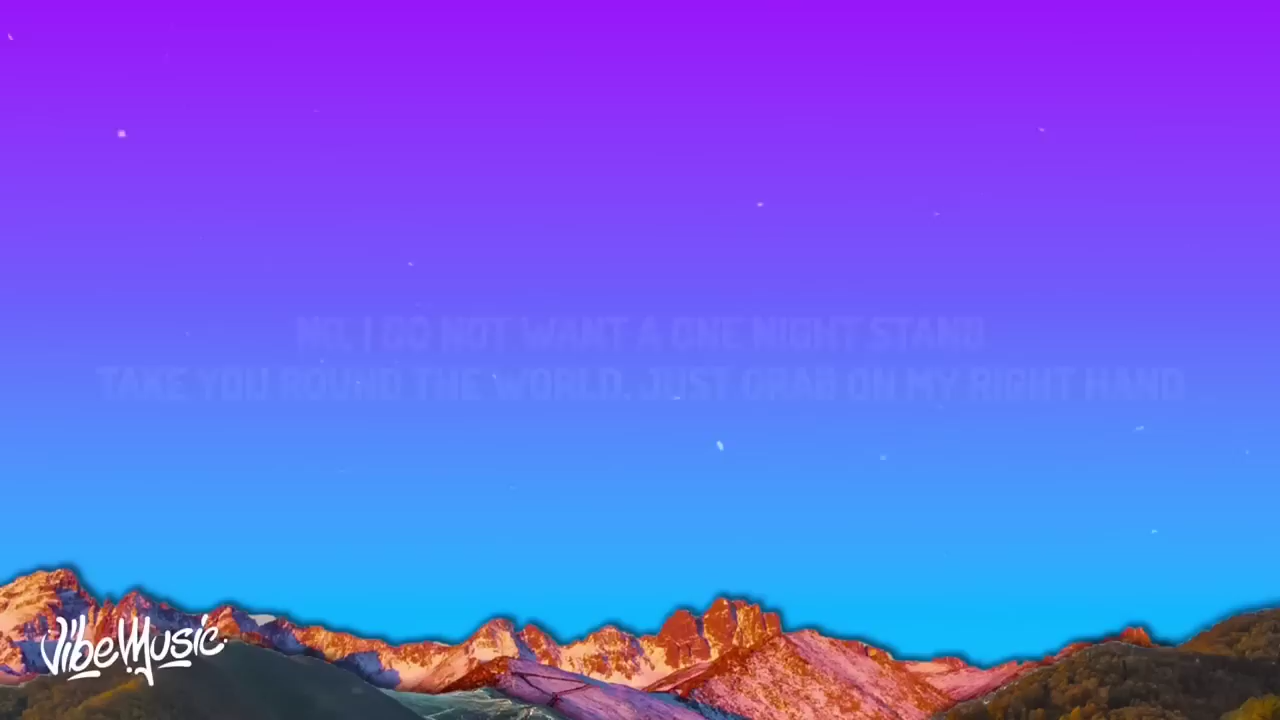 NO, I DO NOT WANT A ONE NIGHT STAND
TAKE YOU ROUND THE WORLD, JUST GRAB ON MY RIGHT HAND
VibeMusic